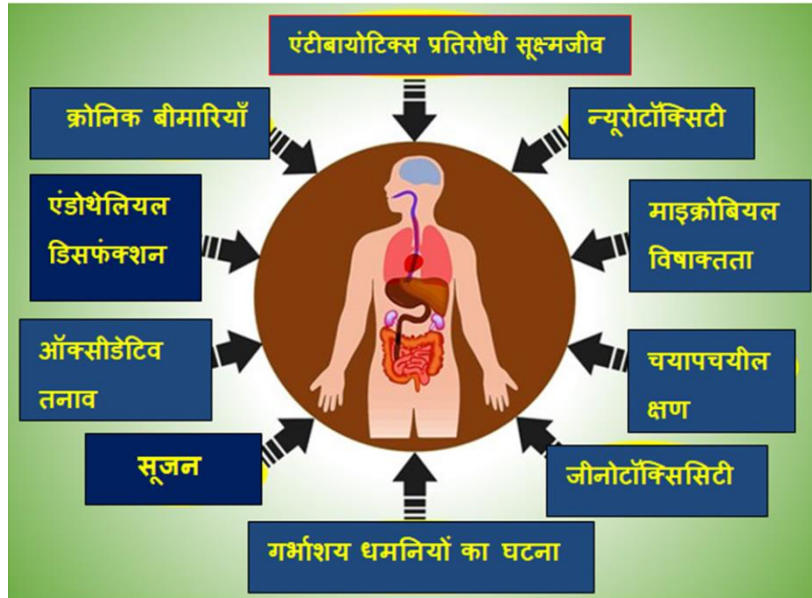 एंटीबायोटिक्स प्रतिरोधी सूक्ष्मजीव
क्रोनिक बीमारियाँ
न्यूरोटॉक्सिटी
एंडोथेलियल
डिसफंक्शन
माइक्रोबियल
विषाक्तता
ऑक्सीडेटिव
तनाव
चयापचयील
क्षण
सूजन
जीनोटॉक्सिसिटी
गर्भाशय धमनियों का घटना